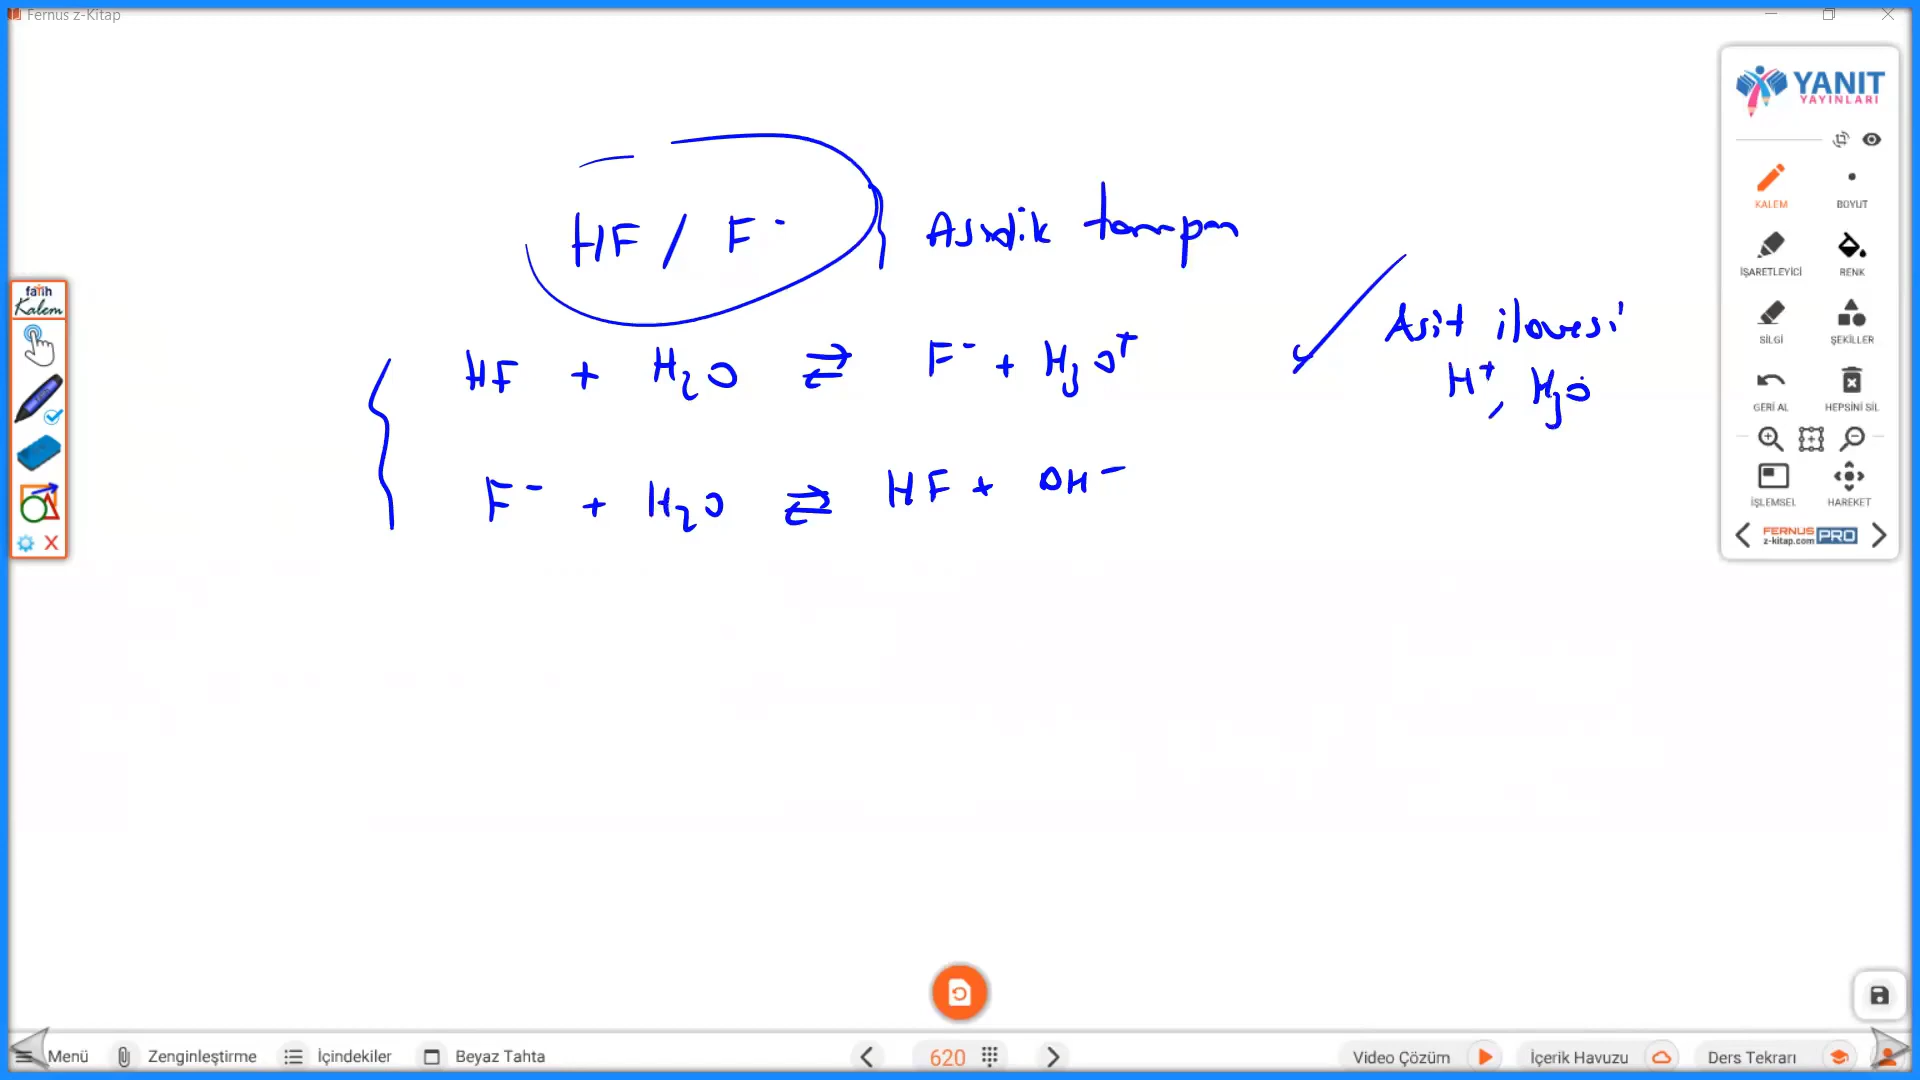 Fernus z-Kitap
YANIT
YAYINLARI
HF / F⁻ } Asidik tampon
KALEM BOYUT
İŞARETLEYİCİ RENK
fatih
Kalem
Asit ilavesi
H⁺, H₃O
HF + H₂O ⇄ F⁻ + H₃O⁺
SİLGİ ŞEKİLLER
GERİ AL HEPSİNİ SİL
F⁻ + H₂O ⇄ HF + OH⁻
İŞLEMSEL HAREKET
FERNUS
z-kitap.com PRO
Menü Zenginleştirme İçindekiler Beyaz Tahta 620 Video Çözüm İçerik Havuzu Ders Tekrarı